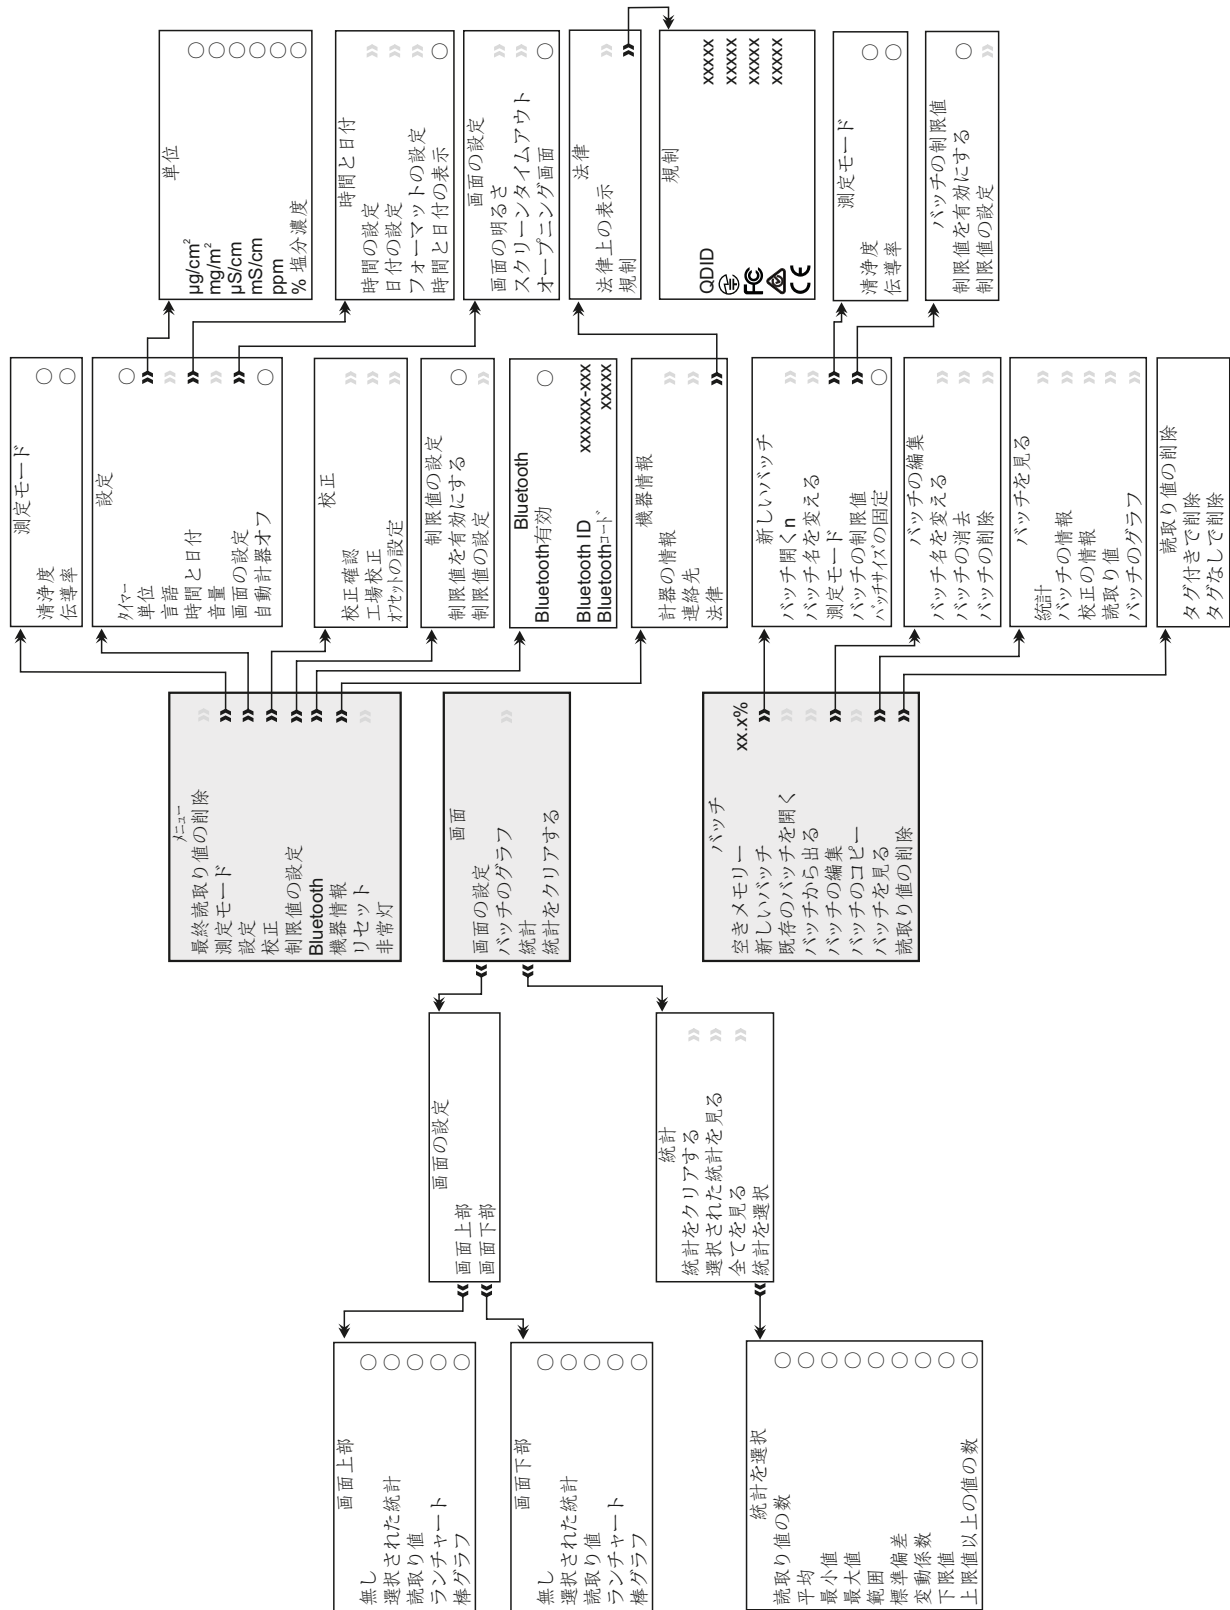 画面上部
無し
選択された統計
読取り値
ランチャート
棒グラフ
画面下部
無し
選択された統計
読取り値
ランチャート
棒グラフ
統計を選択
読取り値の数
平均
最小値
最大値
範囲
標準偏差
変動係数
下限値
上限値以上の値の数
画面の設定
画面上部
画面下部
統計
統計をクリアする
選択された統計を見る
全てを見る
統計を選択
メニュー
最終読取り値の削除
測定モード
設定
校正
制限値の設定
Bluetooth
機器情報
リセット
非常灯
画面
画面の設定
バッチのグラフ
統計
統計をクリアする
バッチ
空きメモリー xx.x%
新しいバッチ
既存のバッチを開く
バッチから出る
バッチの編集
バッチのコピー
バッチを見る
読取り値の削除
測定モード
清浄度
伝導率
設定
タイマー
単位
言語
時間と日付
音量
画面の設定
自動計器オフ
校正
校正確認
工場校正
オフセットの設定
制限値の設定
制限値を有効にする
制限値の設定
Bluetooth
Bluetooth有効
Bluetooth ID xxxxxx-xxx
Bluetoothコード xxxxx
機器情報
計器の情報
連絡先
法律
新しいバッチ
バッチ開くn
バッチ名を変える
測定モード
バッチの制限値
バッチサイズの固定
バッチの編集
バッチ名を変える
バッチの消去
バッチの削除
バッチを見る
統計
バッチの情報
校正の情報
読取り値
バッチのグラフ
読取り値の削除
タグ付きで削除
タグなしで削除
単位
µg/cm²
mg/m²
µS/cm
mS/cm
ppm
% 塩分濃度
時間と日付
時間の設定
日付の設定
フォーマットの設定
時間と日付の表示
画面の設定
画面の明るさ
スクリーンタイムアウト
オープニング画面
法律
法律上の表示
規制
規制
QDID xxxxx
xxxxx
FC xxxxx
xxxxx
CE
測定モード
清浄度
伝導率
バッチの制限値
制限値を有効にする
制限値の設定